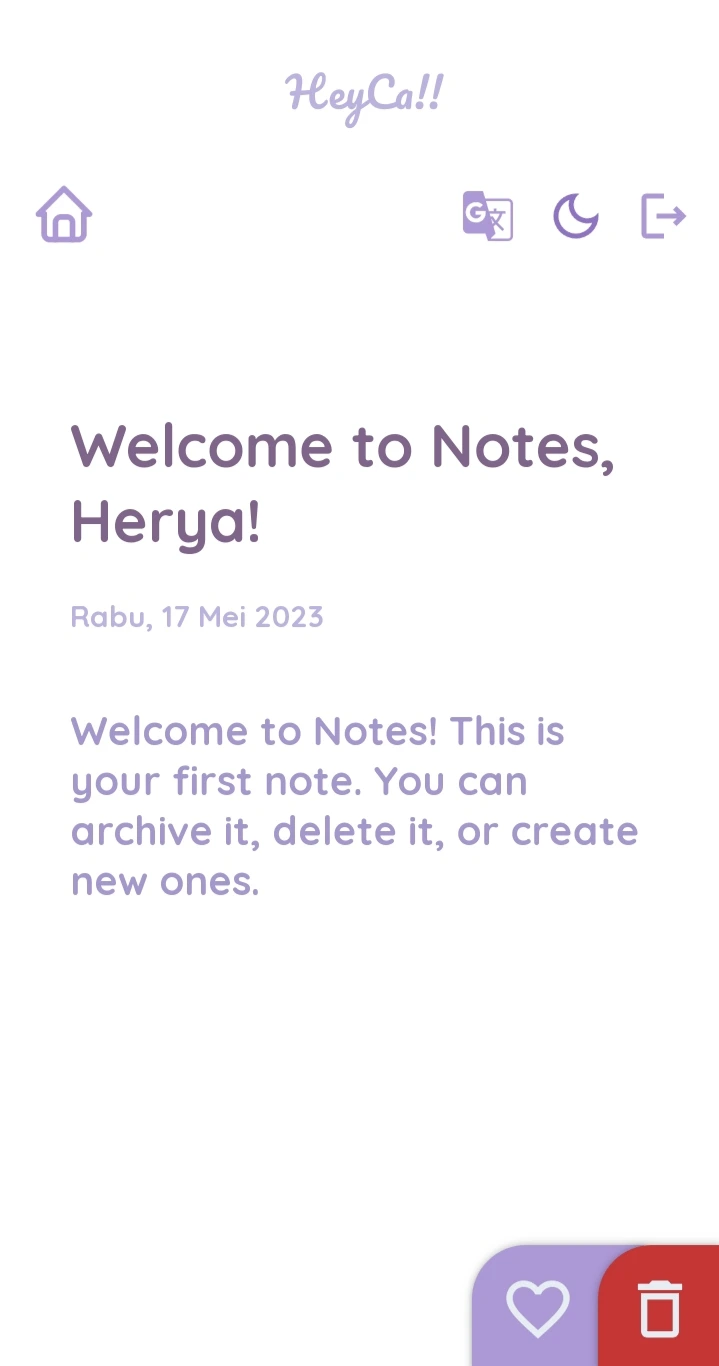 HeyCa!!
G 文
Welcome to Notes,
Herya!
Rabu, 17 Mei 2023
Welcome to Notes! This is
your first note. You can
archive it, delete it, or create
new ones.